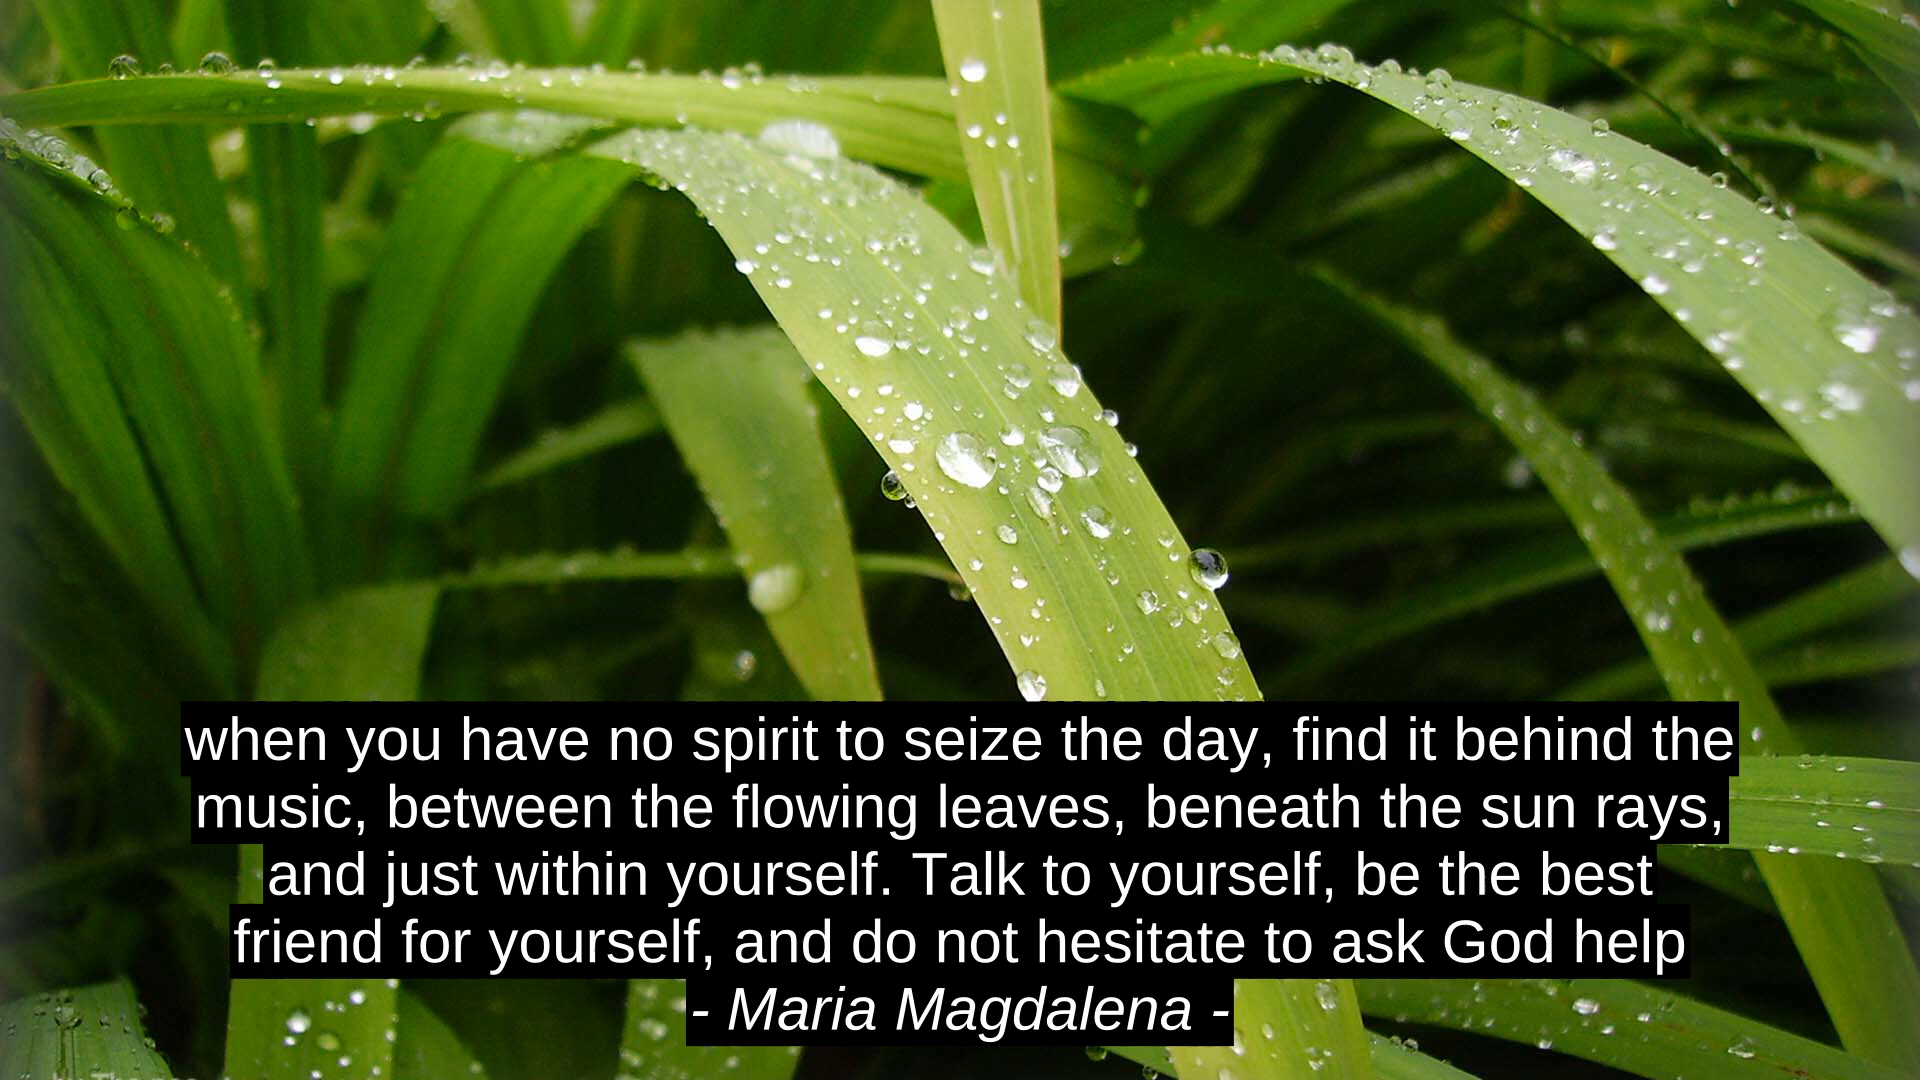 when you have no spirit to seize the day, find it behind the
music, between the flowing leaves, beneath the sun rays,
and just within yourself. Talk to yourself, be the best
friend for yourself, and do not hesitate to ask God help
- Maria Magdalena -